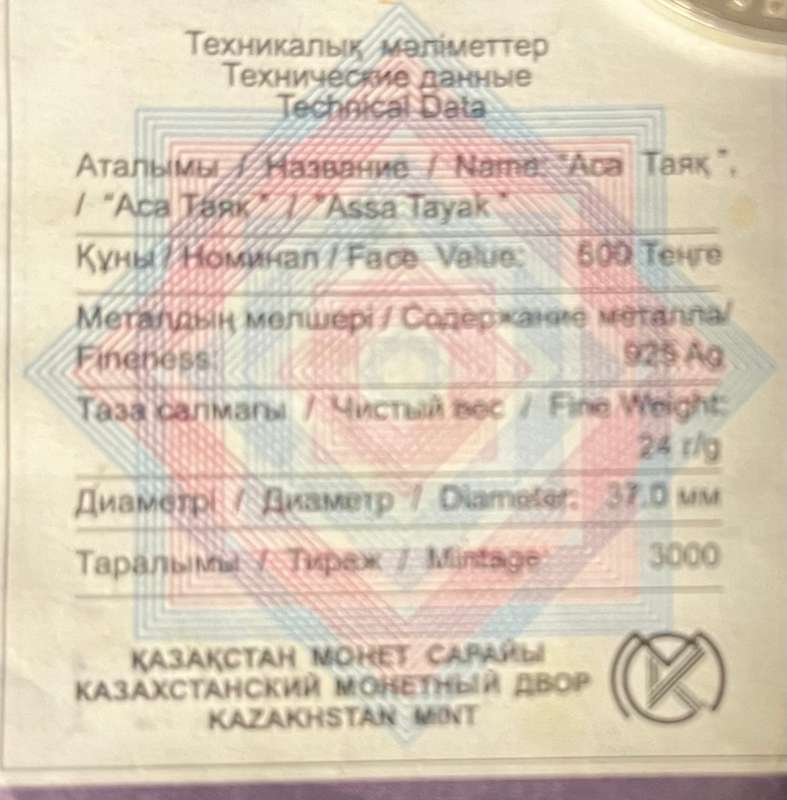 Техникалық мәліметтер
Технические данные
Technical Data
Аталымы / Название / Name: "Аса Таяқ",
/ "Аса Таяк" / "Assa Tayak"
Құны / Номинал / Face Value: 500 Теңге
Металдың мөлшері / Содержание металла/
Fineness: 925 Ag
Таза салмағы / Чистый вес / Fine Weight:
24 г/g
Диаметрі / Диаметр / Diameter: 37.0 мм
Таралымы / Тираж / Mintage: 3000
ҚАЗАҚСТАН МОНЕТ САРАЙЫ
КАЗАХСТАНСКИЙ МОНЕТНЫЙ ДВОР
KAZAKHSTAN MINT